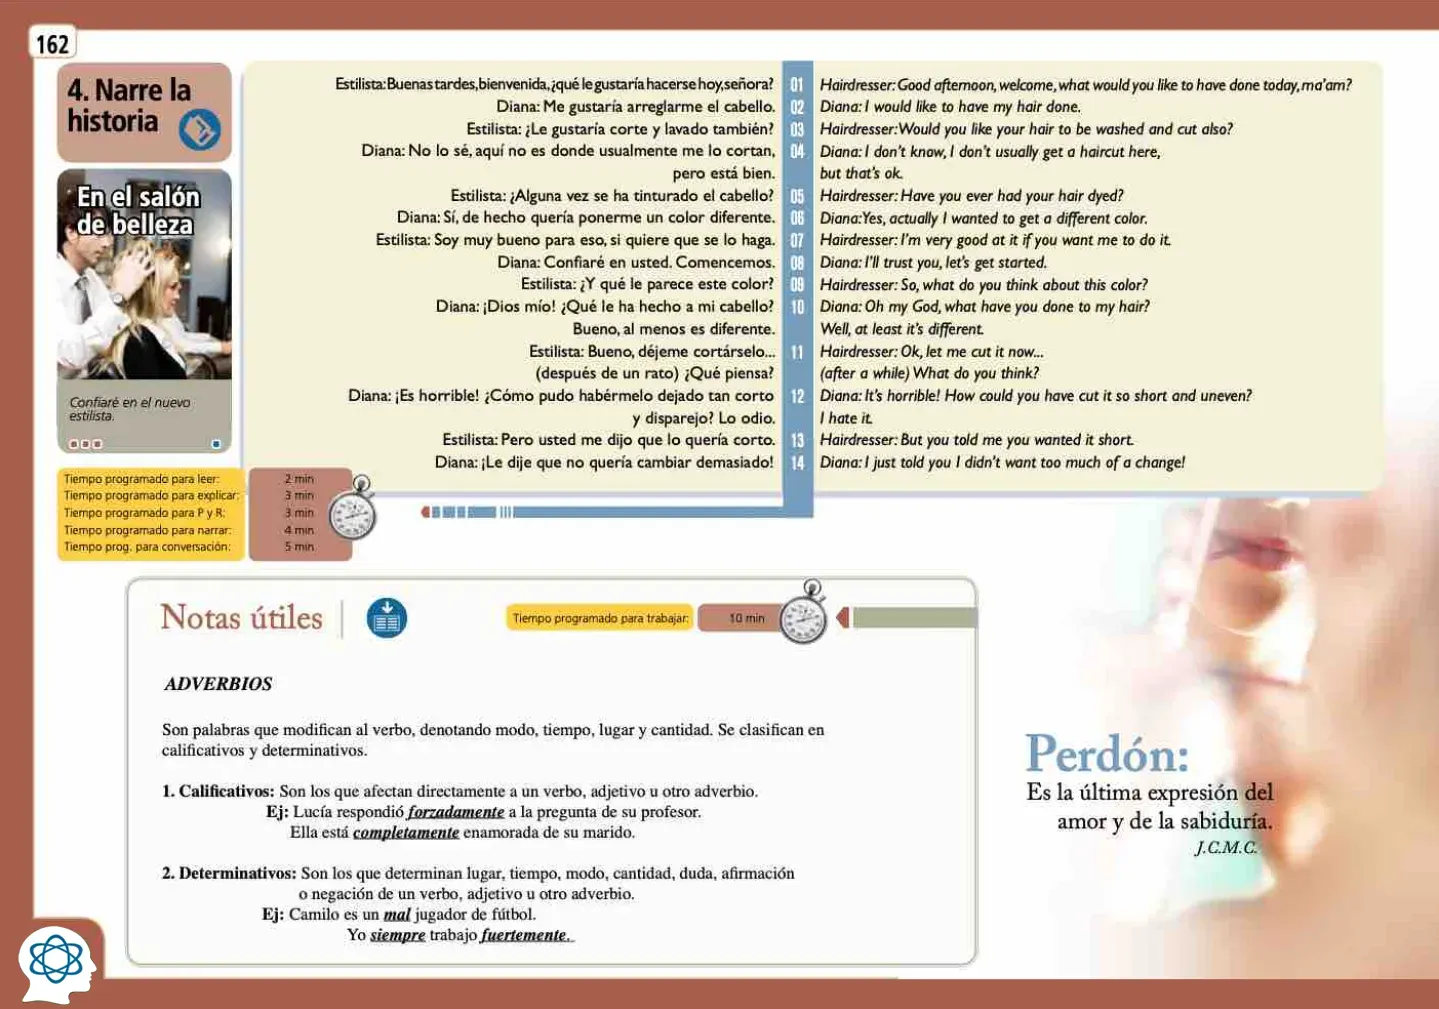 162
4. Narre la
historia
En el salón
de belleza
Confiaré en el nuevo
estilista.
Tiempo programado para leer: 2 min
Tiempo programado para explicar: 3 min
Tiempo programado para P y R: 3 min
Tiempo programado para narrar: 4 min
Tiempo prog. para conversación: 5 min
Estilista: Buenas tardes, bienvenida, ¿qué le gustaría hacerse hoy, señora? 01 Hairdresser: Good afternoon, welcome, what would you like to have done today, ma'am?
Diana: Me gustaría arreglarme el cabello. 02 Diana: I would like to have my hair done.
Estilista: ¿Le gustaría corte y lavado también? 03 Hairdresser: Would you like your hair to be washed and cut also?
Diana: No lo sé, aquí no es donde usualmente me lo cortan, 04 Diana: I don't know, I don't usually get a haircut here,
pero está bien. but that's ok.
Estilista: ¿Alguna vez se ha tinturado el cabello? 05 Hairdresser: Have you ever had your hair dyed?
Diana: Sí, de hecho quería ponerme un color diferente. 06 Diana: Yes, actually I wanted to get a different color.
Estilista: Soy muy bueno para eso, si quiere que se lo haga. 07 Hairdresser: I'm very good at it if you want me to do it.
Diana: Confiaré en usted. Comencemos. 08 Diana: I'll trust you, let's get started.
Estilista: ¿Y qué le parece este color? 09 Hairdresser: So, what do you think about this color?
Diana: ¡Dios mío! ¿Qué le ha hecho a mi cabello? 10 Diana: Oh my God, what have you done to my hair?
Bueno, al menos es diferente. Well, at least it's different.
Estilista: Bueno, déjeme cortárselo... 11 Hairdresser: Ok, let me cut it now...
(después de un rato) ¿Qué piensa? (after a while) What do you think?
Diana: ¡Es horrible! ¿Cómo pudo habérmelo dejado tan corto 12 Diana: It's horrible! How could you have cut it so short and uneven?
y disparejo? Lo odio. I hate it.
Estilista: Pero usted me dijo que lo quería corto. 13 Hairdresser: But you told me you wanted it short.
Diana: ¡Le dije que no quería cambiar demasiado! 14 Diana: I just told you I didn't want too much of a change!
Notas útiles
Tiempo programado para trabajar: 10 min
ADVERBIOS
Son palabras que modifican al verbo, denotando modo, tiempo, lugar y cantidad. Se clasifican en
calificativos y determinativos.
1. Calificativos: Son los que afectan directamente a un verbo, adjetivo u otro adverbio.
Ej: Lucía respondió forzadamente a la pregunta de su profesor.
Ella está completamente enamorada de su marido.
2. Determinativos: Son los que determinan lugar, tiempo, modo, cantidad, duda, afirmación
o negación de un verbo, adjetivo u otro adverbio.
Ej: Camilo es un mal jugador de fútbol.
Yo siempre trabajo fuertemente.
Perdón:
Es la última expresión del
amor y de la sabiduría.
J.C.M.C.